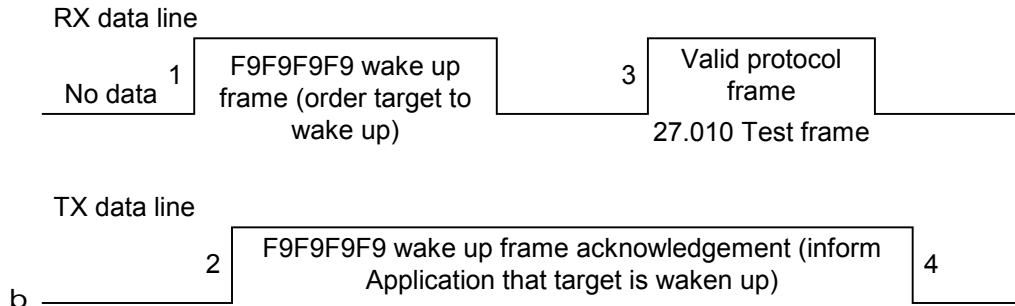 RX data line
No data
1
F9F9F9F9 wake up
frame (order target to
wake up)
3
Valid protocol
frame
27.010 Test frame
TX data line
2
F9F9F9F9 wake up frame acknowledgement (inform
Application that target is waken up)
4
b